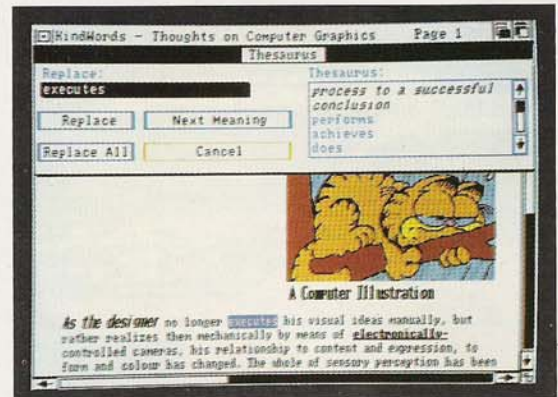 KindWords - Thoughts on Computer Graphics Page 1
Thesaurus
Replace: Thesaurus:
executes
process to a successful
conclusion
performs
achieves
does
Replace Next Meaning
Replace All Cancel
A Computer Illustration
As the designer no longer executes his visual ideas manually, but
rather realizes them mechanically by means of electronically-
controlled cameras, his relationship to content and expression, to
form and colour has changed. The whole of sensory perception has been